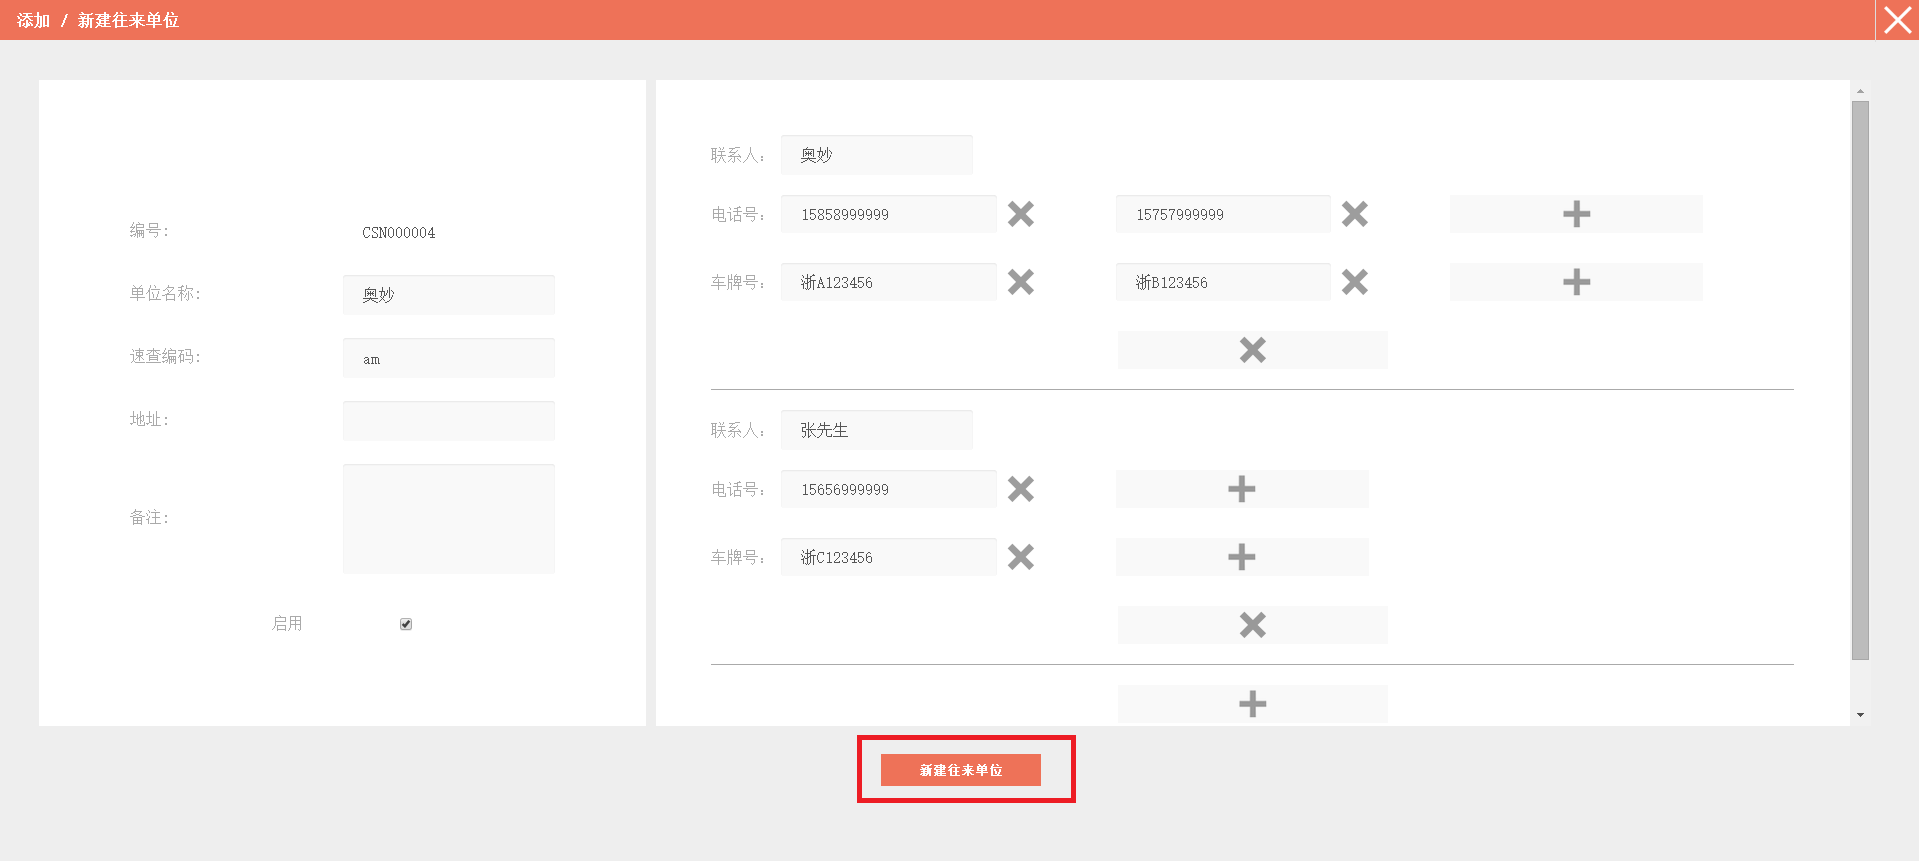 添加 / 新建往来单位
编号:
CSN000004
单位名称:
奥妙
速查编码:
am
地址:
备注:
启用
联系人:
奥妙
电话号:
15858999999
15757999999
车牌号:
浙A123456
浙B123456
联系人:
张先生
电话号:
15656999999
车牌号:
浙C123456
新建往来单位